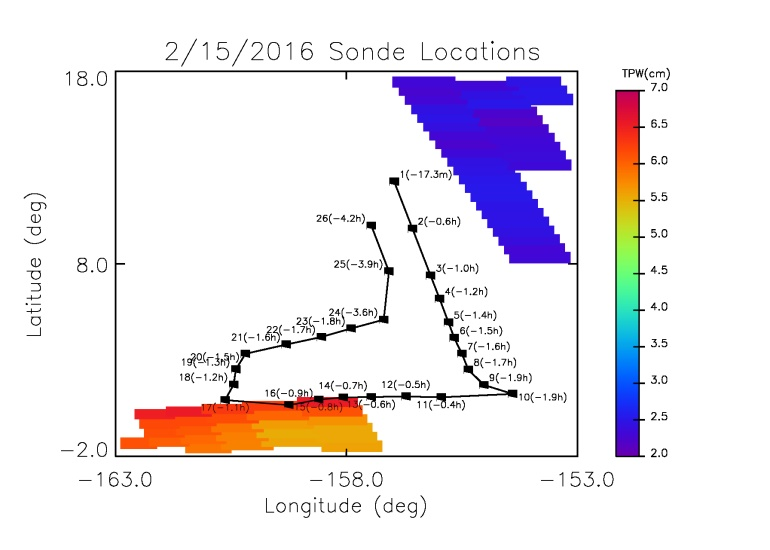 2/15/2016 Sonde Locations
TPW(cm)
18.0
7.0
6.5
6.0
5.5
5.0
4.5
4.0
3.5
3.0
2.5
2.0
1(-17.3m)
26(-4.2h)
2(-0.6h)
25(-3.9h)
8.0
3(-1.0h)
4(-1.2h)
24(-3.6h)
5(-1.4h)
23(-1.8h)
22(-1.7h)
6(-1.5h)
21(-1.6h)
7(-1.6h)
20(-1.5h)
19(-1.3h)
8(-1.7h)
18(-1.2h)
9(-1.9h)
14(-0.7h)
12(-0.5h)
16(-0.9h)
10(-1.9h)
17(-1.1h)
15(-0.8h)
13(-0.6h)
11(-0.4h)
-2.0
-163.0
-158.0
-153.0
Longitude (deg)
Latitude (deg)